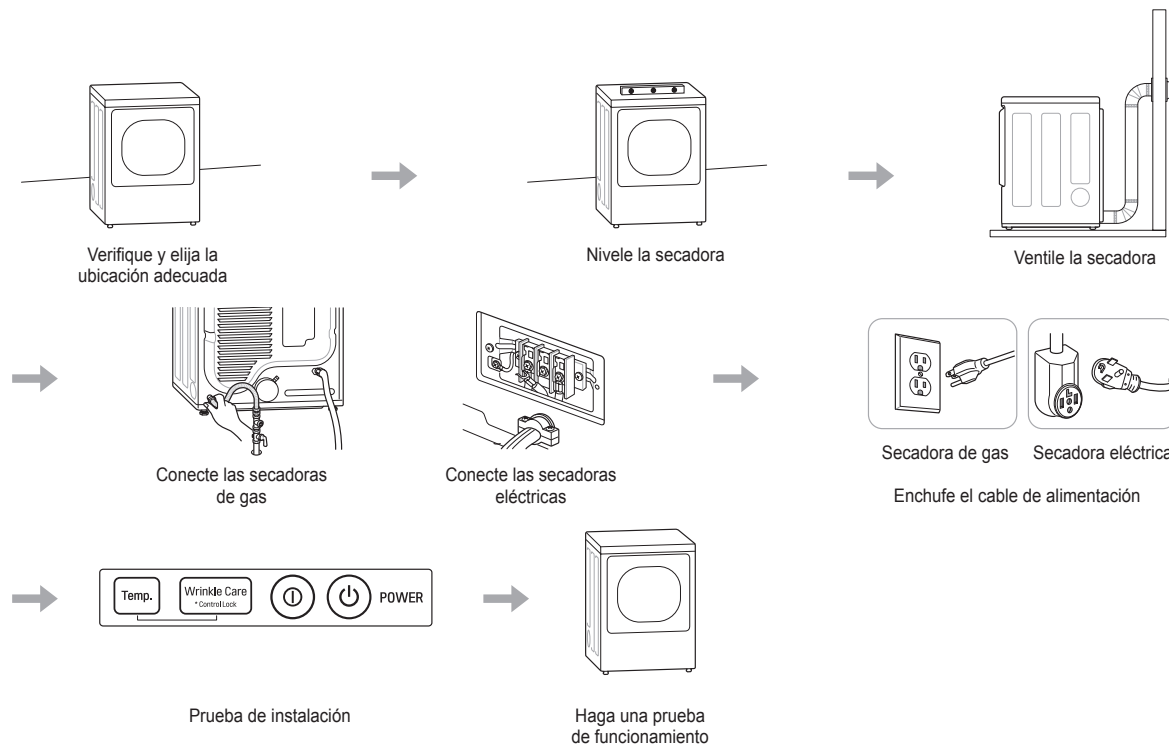 Verifique y elija la
ubicación adecuada
Nivele la secadora
Ventile la secadora
Conecte las secadoras
de gas
Conecte las secadoras
eléctricas
Secadora de gas
Secadora eléctrica
Enchufe el cable de alimentación
Temp.
Wrinkle Care
* Control Lock
POWER
Prueba de instalación
Haga una prueba
de funcionamiento